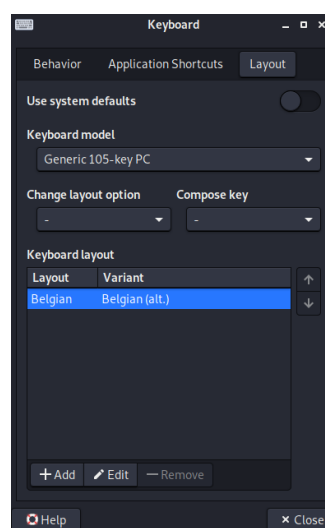 Keyboard
Behavior Application Shortcuts Layout
Use system defaults
Keyboard model
Generic 105-key PC
Change layout option Compose key
- -
Keyboard layout
Layout Variant
Belgian Belgian (alt.)
+ Add Edit — Remove
Help × Close